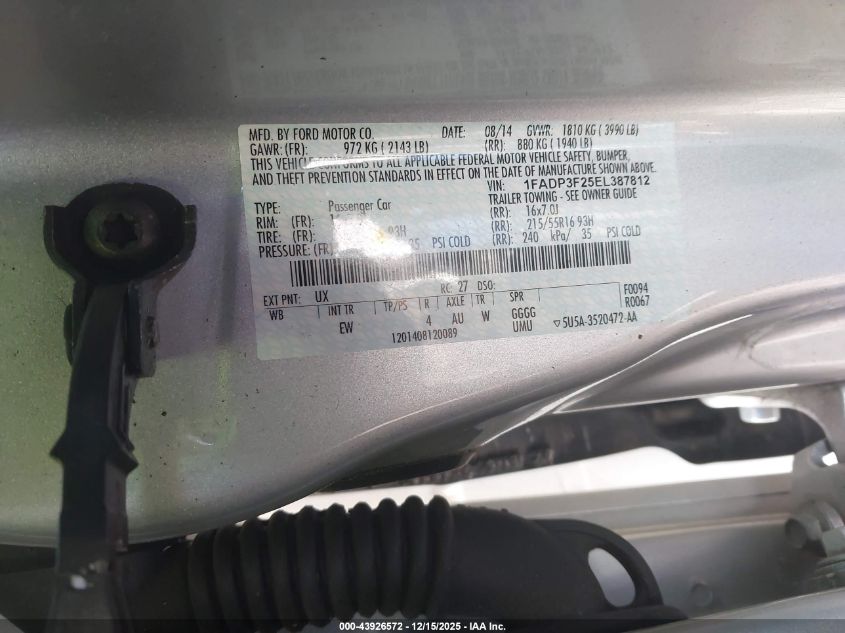 MFD. BY FORD MOTOR CO. DATE: 08/14 GVWR: 1810 KG ( 3990 LB)
GAWR: (FR): 972 KG ( 2143 LB) (RR): 880 KG ( 1940 LB)
THIS VEHICLE CONFORMS TO ALL APPLICABLE FEDERAL MOTOR VEHICLE SAFETY, BUMPER,
AND THEFT PREVENTION STANDARDS IN EFFECT ON THE DATE OF MANUFACTURE SHOWN ABOVE.
VIN: 1FADP3F25EL387812
TYPE: Passenger Car TRAILER TOWING - SEE OWNER GUIDE
RIM: (FR): (RR): 16x7.0J
TIRE: (FR): 93H (RR): 215/55R16 93H
PRESSURE: (FR) 35 PSI COLD (RR): 240 kPa/ 35 PSI COLD
EXT PNT: UX RC: 27 DSO: F0094
WB INT TR TP/PS R AXLE TR SPR R0067
EW 4 AU W GGGG
1201408120089 UMU ▽5U5A-3520472-AA
000-43926572 - 12/15/2025 - IAA Inc.